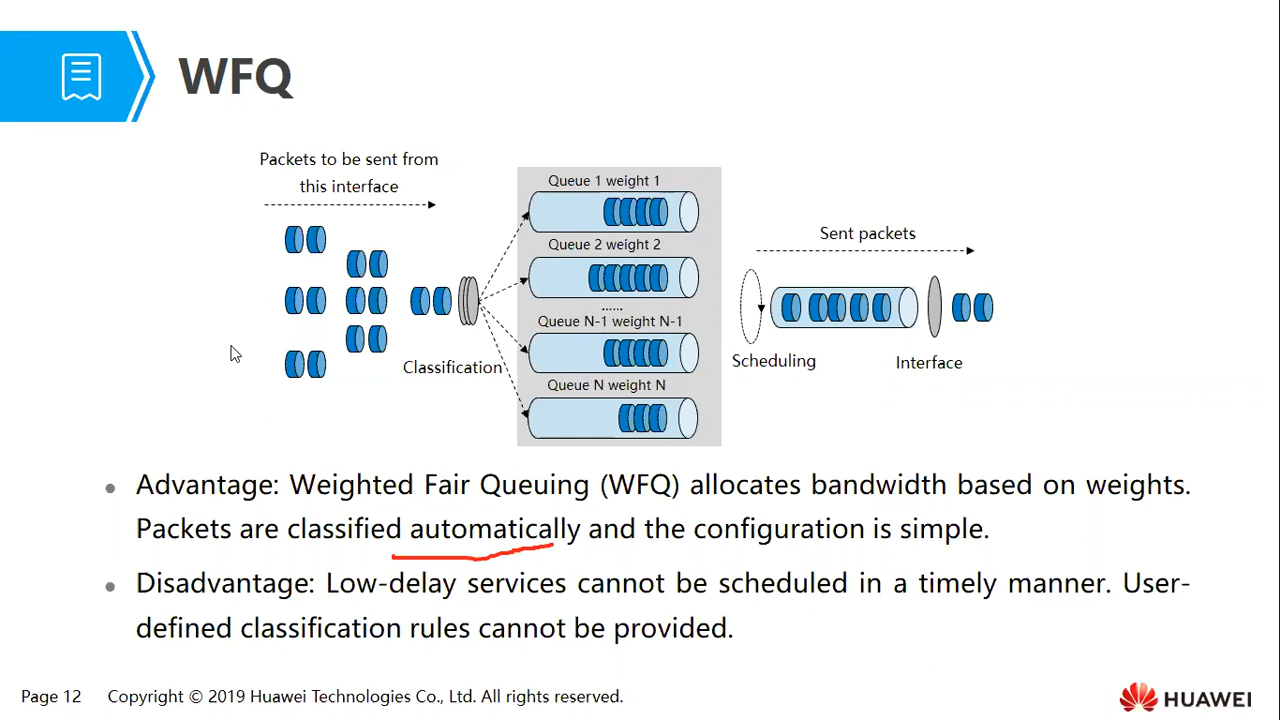 WFQ
Packets to be sent from
this interface
Queue 1 weight 1
Queue 2 weight 2
......
Queue N-1 weight N-1
Queue N weight N
Classification
Sent packets
Scheduling
Interface
Advantage: Weighted Fair Queuing (WFQ) allocates bandwidth based on weights.
Packets are classified automatically and the configuration is simple.
Disadvantage: Low-delay services cannot be scheduled in a timely manner. User-
defined classification rules cannot be provided.
Page 12 Copyright © 2019 Huawei Technologies Co., Ltd. All rights reserved.
HUAWEI